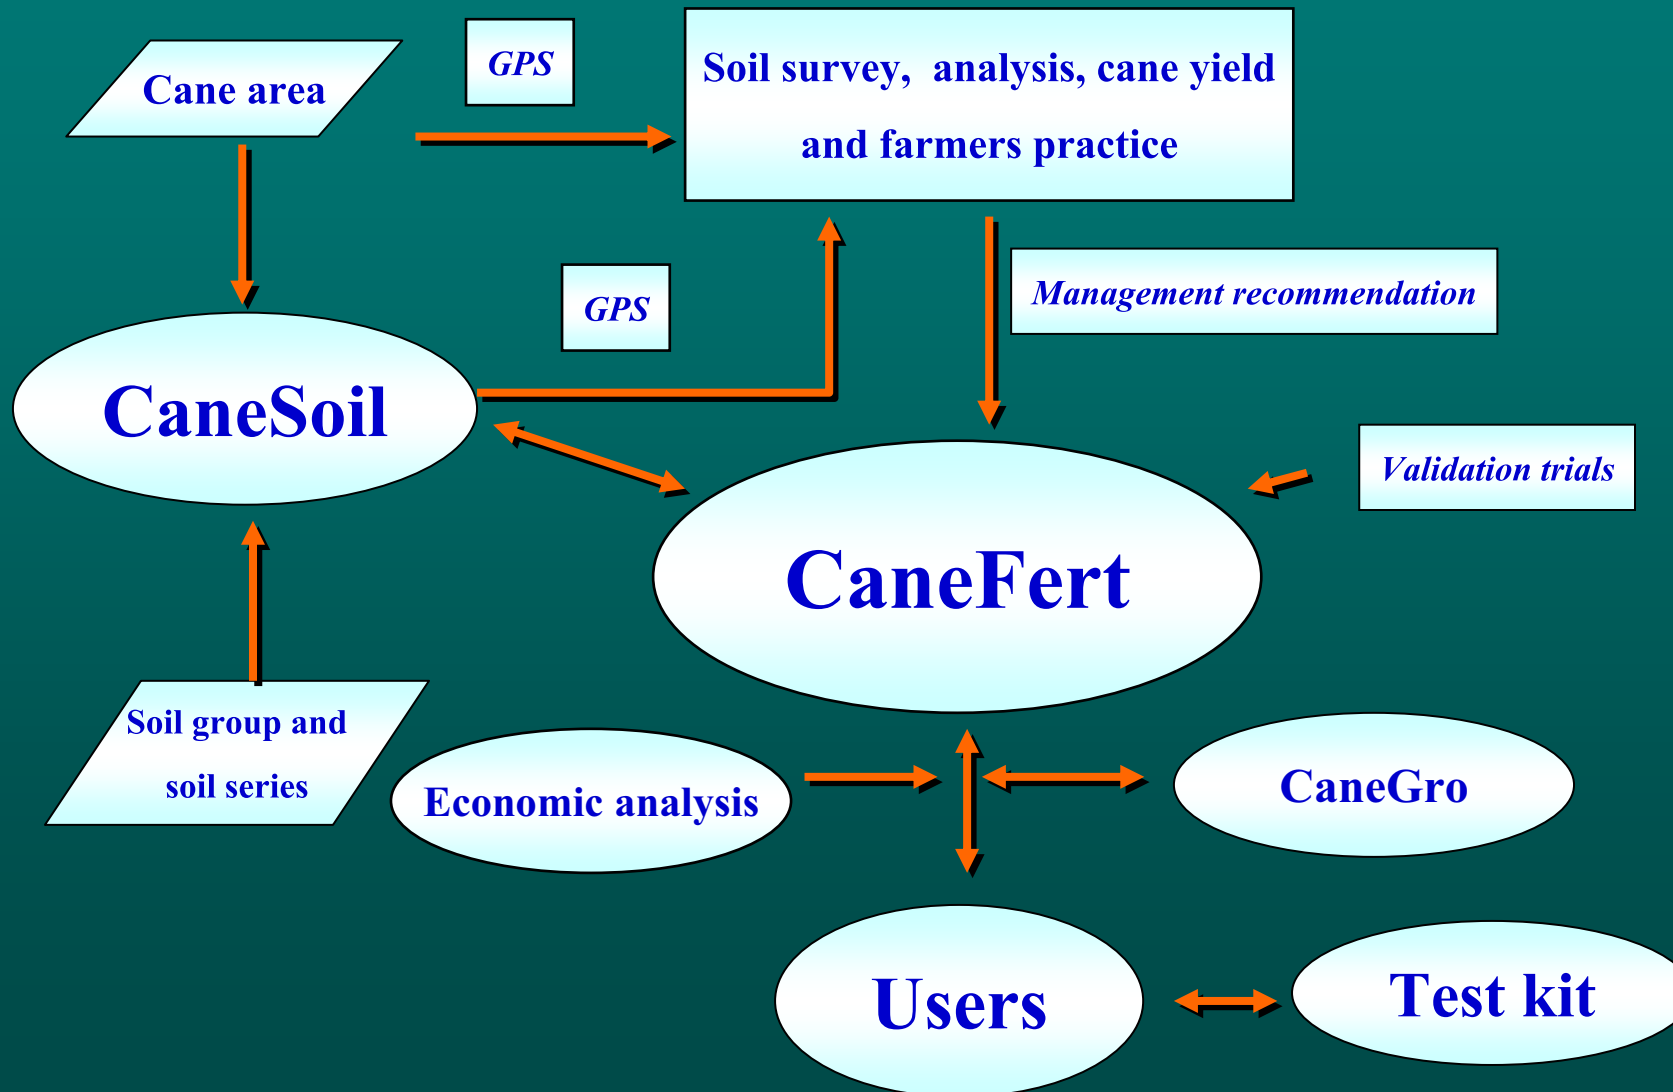 Cane area
GPS
Soil survey, analysis, cane yield
and farmers practice
GPS
Management recommendation
CaneSoil
Validation trials
CaneFert
Soil group and
soil series
Economic analysis
CaneGro
Users
Test kit